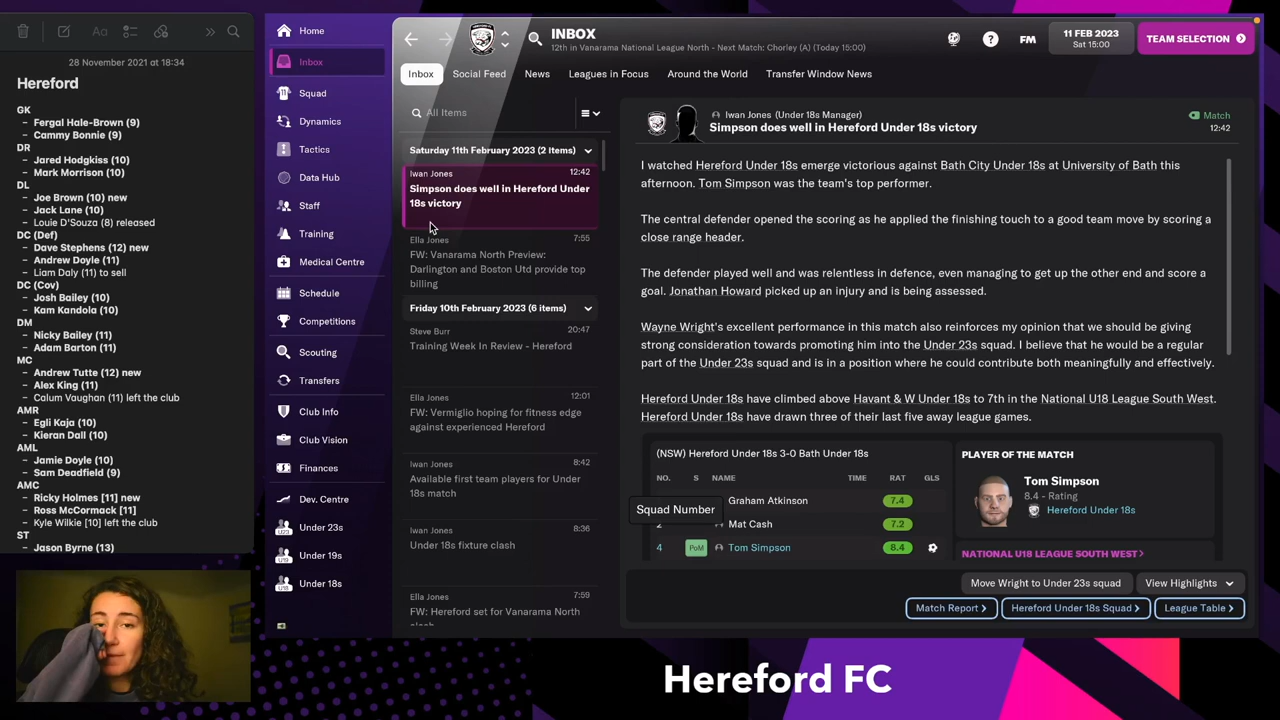 28 November 2021 at 18:34
Hereford
GK
– Fergal Hale-Brown (9)
– Cammy Bonnie (9)
DR
– Jared Hodgkiss (10)
– Mark Morrison (10)
DL
– Joe Brown (10) new
– Jack Lane (10)
– Louie D'Souza (8) released
DC (Def)
– Dave Stephens (12) new
– Andrew Doyle (11)
– Liam Daly (11) to sell
DC (Cov)
– Josh Bailey (10)
– Kam Kandola (10)
DM
– Nicky Bailey (11)
– Adam Barton (11)
MC
– Andrew Tutte (12) new
– Alex King (11)
– Calum Vaughan (11) left the club
AMR
– Egli Kaja (10)
– Kieran Dall (10)
AML
– Jamie Doyle (10)
– Sam Deadfield (9)
AMC
– Ricky Holmes [11] new
– Ross McCormack [11]
– Kyle Wilkie [10] left the club
ST
– Jason Byrne (13)
Home
Inbox
Squad
Dynamics
Tactics
Data Hub
Staff
Training
Medical Centre
Schedule
Competitions
Scouting
Transfers
Club Info
Club Vision
Finances
Dev. Centre
Under 23s
Under 19s
Under 18s
INBOX
12th in Vanarama National League North - Next Match: Chorley (A) (Today 15:00)
FM
11 FEB 2023
Sat 15:00
TEAM SELECTION
Inbox
Social Feed
News
Leagues in Focus
Around the World
Transfer Window News
All Items
Saturday 11th February 2023 (2 Items)
Iwan Jones 12:42
Simpson does well in Hereford Under
18s victory
Ella Jones 7:55
FW: Vanarama North Preview:
Darlington and Boston Utd provide top
billing
Friday 10th February 2023 (6 items)
Steve Burr 20:47
Training Week In Review - Hereford
Ella Jones 12:01
FW: Vermiglio hoping for fitness edge
against experienced Hereford
Iwan Jones 8:42
Available first team players for Under
18s match
Iwan Jones 8:36
Under 18s fixture clash
Ella Jones 7:59
FW: Hereford set for Vanarama North
clash
Iwan Jones (Under 18s Manager)
Simpson does well in Hereford Under 18s victory
Match
12:42
I watched Hereford Under 18s emerge victorious against Bath City Under 18s at University of Bath this
afternoon. Tom Simpson was the team's top performer.
The central defender opened the scoring as he applied the finishing touch to a good team move by scoring a
close range header.
The defender played well and was relentless in defence, even managing to get up the other end and score a
goal. Jonathan Howard picked up an injury and is being assessed.
Wayne Wright's excellent performance in this match also reinforces my opinion that we should be giving
strong consideration towards promoting him into the Under 23s squad. I believe that he would be a regular
part of the Under 23s squad and is in a position where he could contribute both meaningfully and effectively.
Hereford Under 18s have climbed above Havant & W Under 18s to 7th in the National U18 League South West.
Hereford Under 18s have drawn three of their last five away league games.
(NSW) Hereford Under 18s 3-0 Bath Under 18s
NO. S NAME TIME RAT GLS
Graham Atkinson 7.4
2 Mat Cash 7.2
4 PoM Tom Simpson 8.4
Squad Number
PLAYER OF THE MATCH
Tom Simpson
8.4 - Rating
Hereford Under 18s
NATIONAL U18 LEAGUE SOUTH WEST
Move Wright to Under 23s squad
View Highlights
Match Report
Hereford Under 18s Squad
League Table
Hereford FC